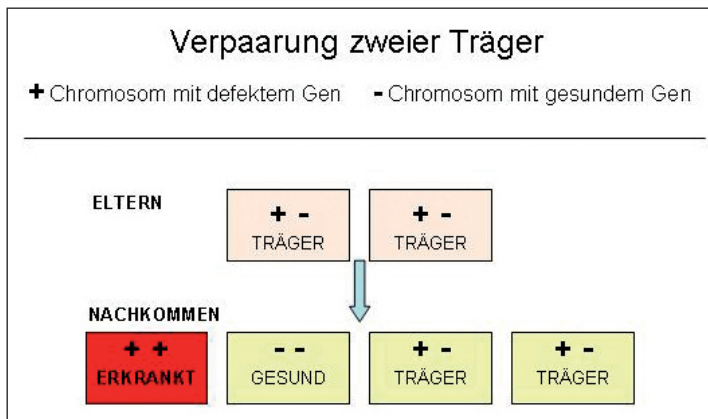 Verpaarung zweier Träger
+ Chromosom mit defektem Gen - Chromosom mit gesundem Gen
ELTERN
+ - + -
TRÄGER TRÄGER
NACHKOMMEN
+ + - - + - + -
ERKRANKT GESUND TRÄGER TRÄGER